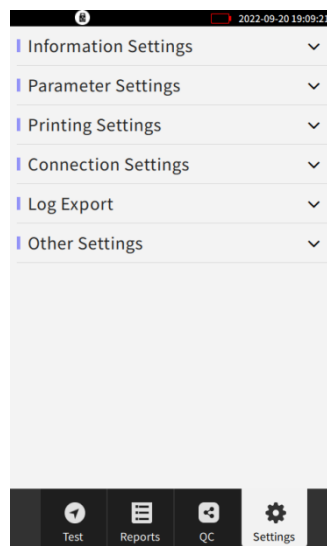 2022-09-20 19:09:21
Information Settings
Parameter Settings
Printing Settings
Connection Settings
Log Export
Other Settings
Test
Reports
QC
Settings